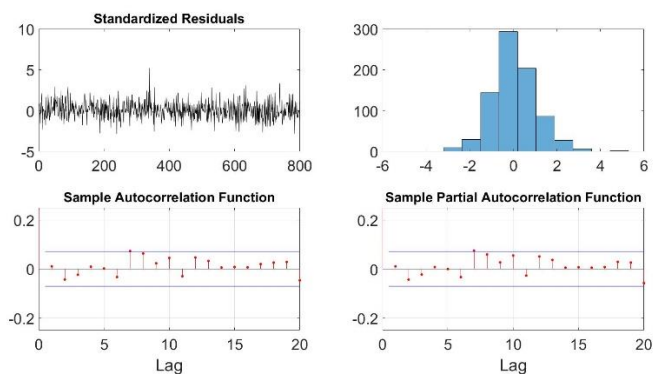 Standardized Residuals
10
5
0
-5
0 200 400 600 800
300
200
100
0
-6 -4 -2 0 2 4 6
Sample Autocorrelation Function
0.2
0
-0.2
0 5 10 15 20
Lag
Sample Partial Autocorrelation Function
0.2
0
-0.2
0 5 10 15 20
Lag